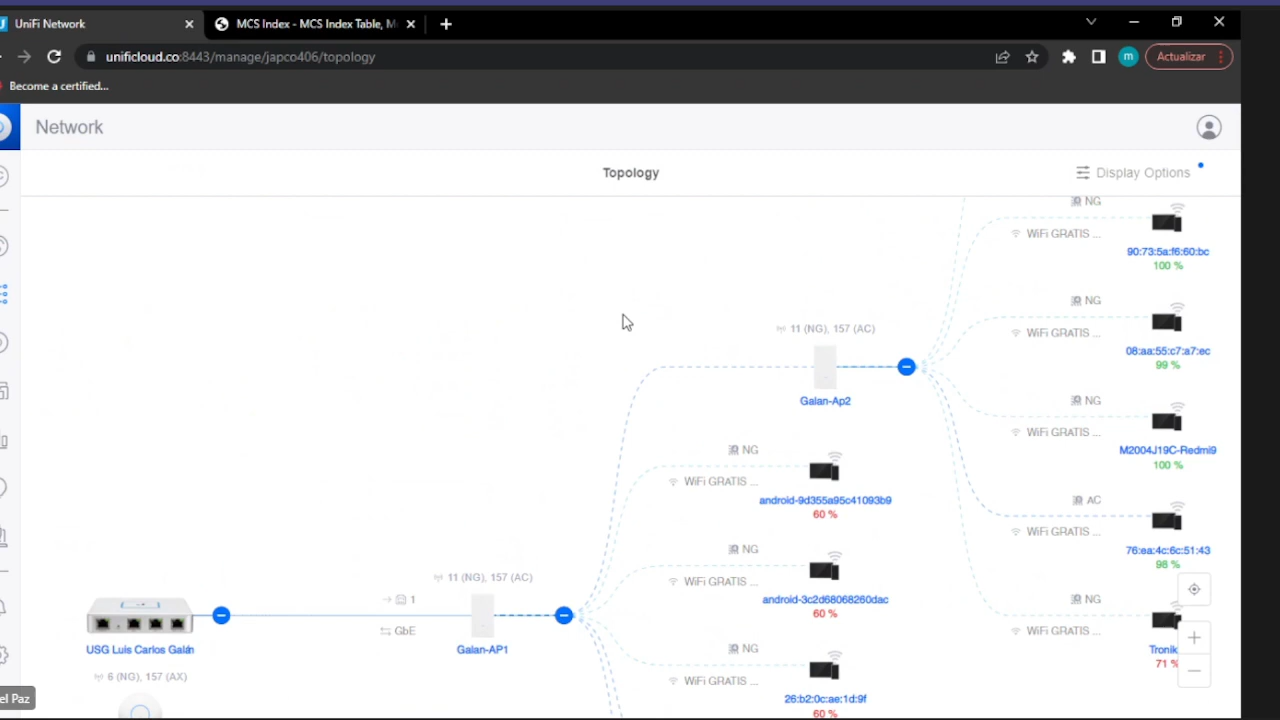 UniFi Network
MCS Index - MCS Index Table, M
unificloud.co:8443/manage/japco406/topology
m
Actualizar
Become a certified...
Network
Topology
Display Options
NG
WiFi GRATIS ...
90:73:5a:f6:60:bc
100 %
NG
WiFi GRATIS ...
08:aa:55:c7:a7:ec
99 %
11 (NG), 157 (AC)
Galan-Ap2
NG
WiFi GRATIS ...
M2004J19C-Redmi9
100 %
NG
WiFi GRATIS ...
android-9d355a95c41093b9
60 %
AC
WiFi GRATIS ...
76:ea:4c:6c:51:43
98 %
NG
WiFi GRATIS ...
android-3c2d68068260dac
60 %
11 (NG), 157 (AC)
1
GbE
USG Luis Carlos Galán
Galan-AP1
NG
WiFi GRATIS ...
Tronik
71 %
NG
WiFi GRATIS ...
26:b2:0c:ae:1d:9f
60 %
6 (NG), 157 (AX)
el Paz